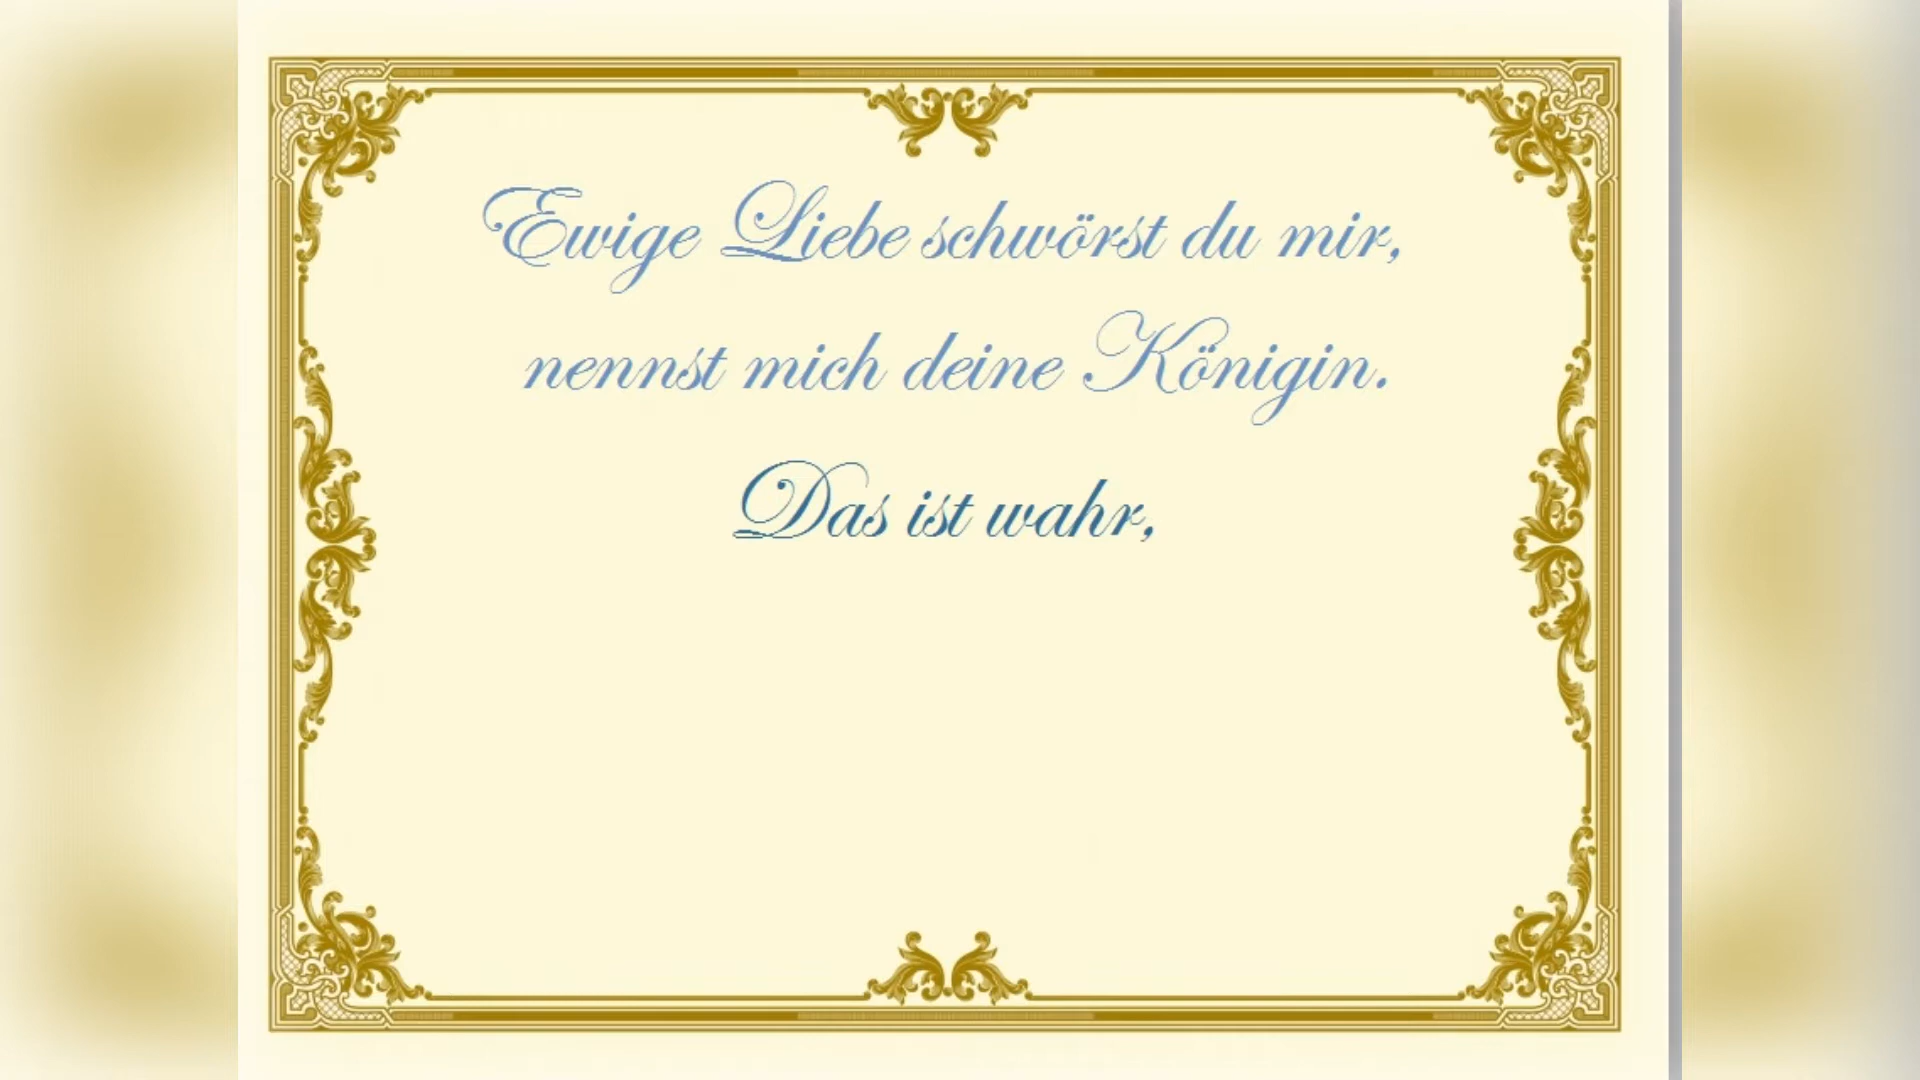 Ewige Liebe schwörst du mir,
nennst mich deine Königin.
Das ist wahr,